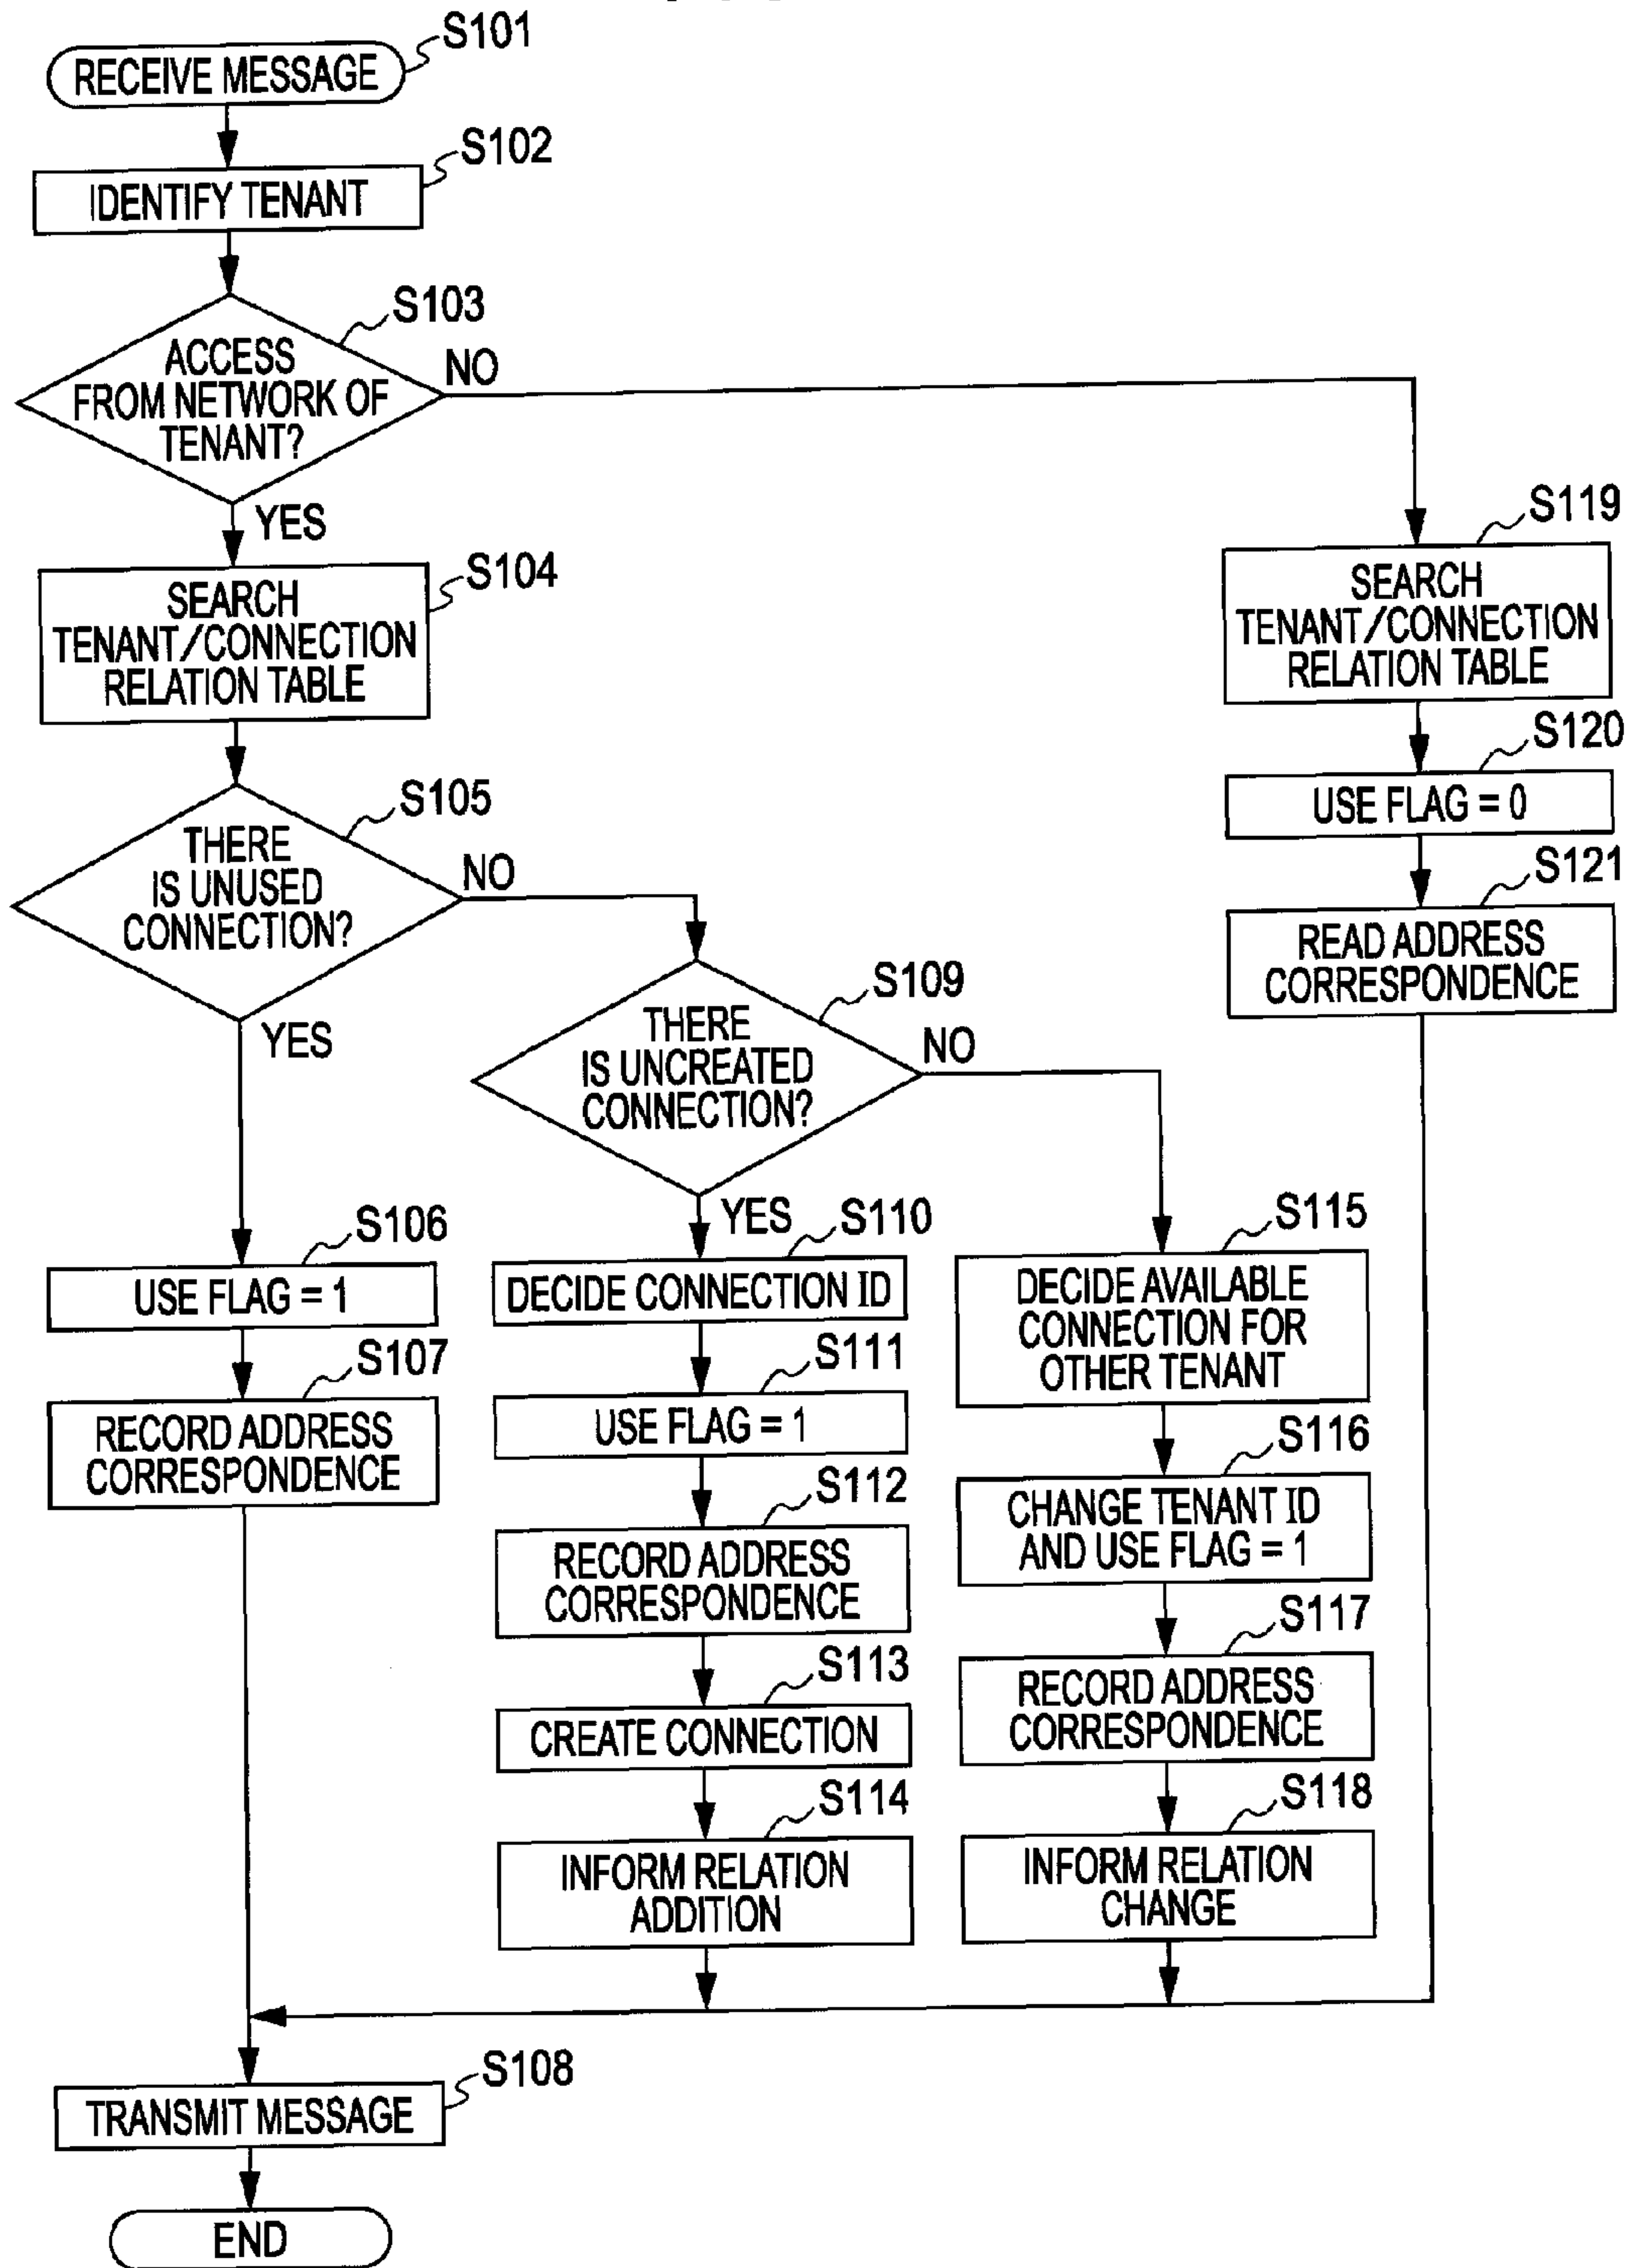 S101
RECEIVE MESSAGE
S102
IDENTIFY TENANT
S103
ACCESS
FROM NETWORK OF
TENANT?
NO
YES
S104
SEARCH
TENANT/CONNECTION
RELATION TABLE
S105
THERE
IS UNUSED
CONNECTION?
NO
YES
S106
USE FLAG = 1
S107
RECORD ADDRESS
CORRESPONDENCE
S109
THERE
IS UNCREATED
CONNECTION?
NO
YES
S110
DECIDE CONNECTION ID
S111
USE FLAG = 1
S112
RECORD ADDRESS
CORRESPONDENCE
S113
CREATE CONNECTION
S114
INFORM RELATION
ADDITION
S115
DECIDE AVAILABLE
CONNECTION FOR
OTHER TENANT
S116
CHANGE TENANT ID
AND USE FLAG = 1
S117
RECORD ADDRESS
CORRESPONDENCE
S118
INFORM RELATION
CHANGE
S119
SEARCH
TENANT/CONNECTION
RELATION TABLE
S120
USE FLAG = 0
S121
READ ADDRESS
CORRESPONDENCE
S108
TRANSMIT MESSAGE
END